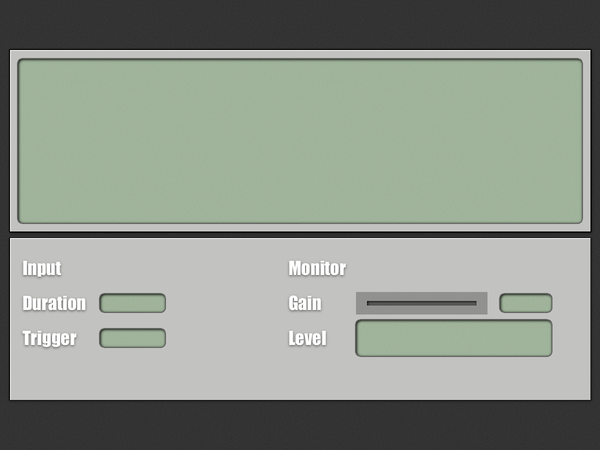 Input
Duration
Trigger
Monitor
Gain
Level